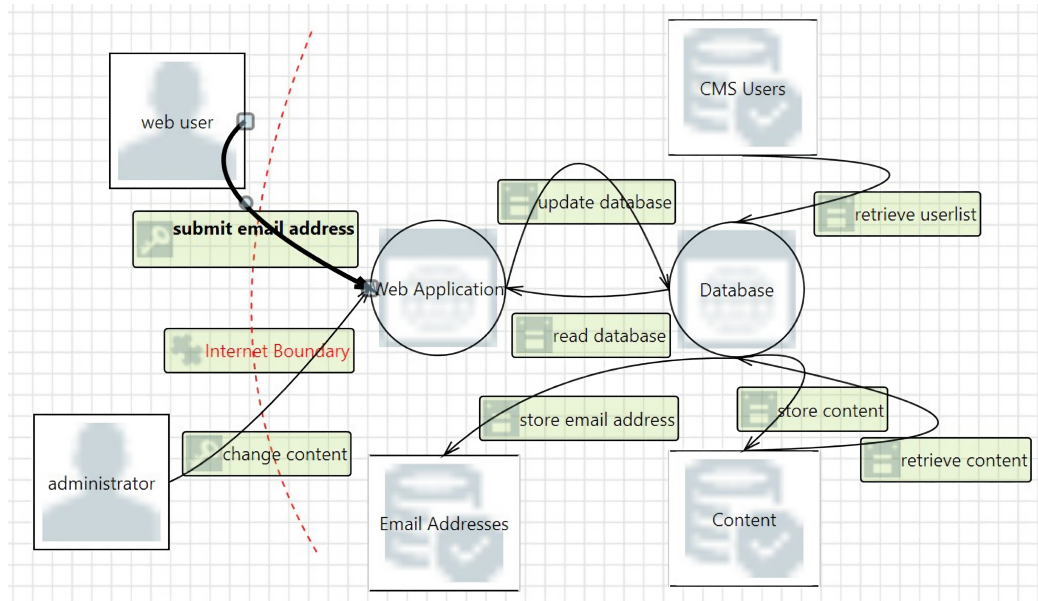 CMS Users
web user
update database
retrieve userlist
submit email address
Web Application
Database
read database
Internet Boundary
store email address
store content
change content
retrieve content
administrator
Email Addresses
Content